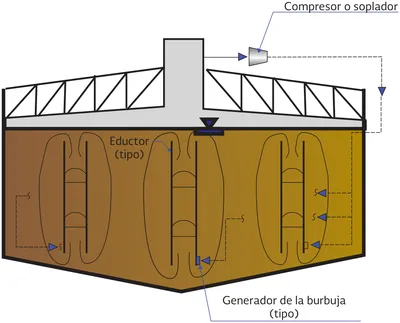 Compresor o soplador
Eductor
(tipo)
Generador de la burbuja
(tipo)